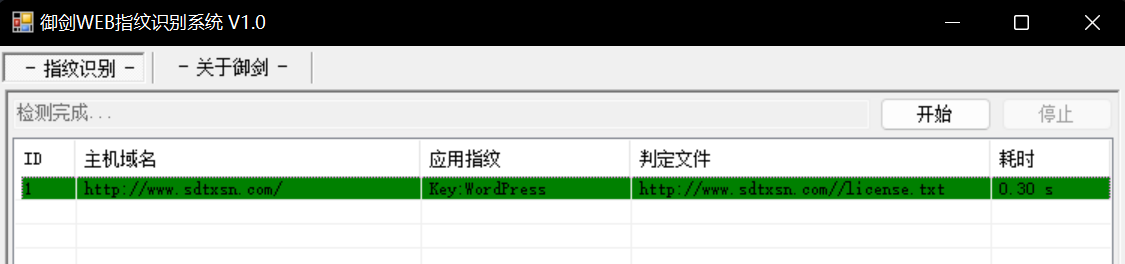 御剑WEB指纹识别系统 V1.0
- 指纹识别 - - 关于御剑 -
检测完成... 开始 停止
ID 主机域名 应用指纹 判定文件 耗时
1 http://www.sdtxsn.com/ Key:WordPress http://www.sdtxsn.com//license.txt 0.30 s